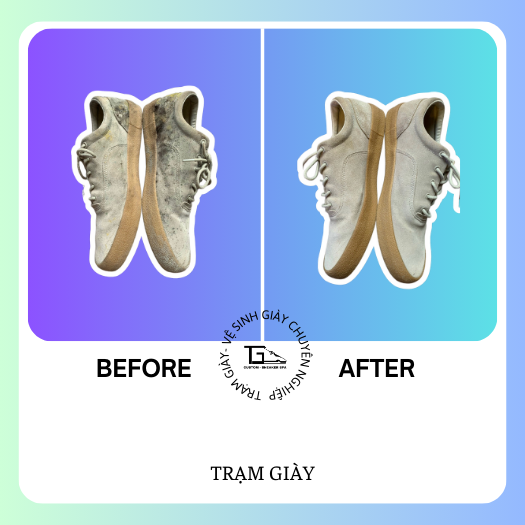 BEFORE
AFTER
TRẠM GIÀY - VỆ SINH GIÀY CHUYÊN NGHIỆP
TG
CUSTOM - SNEAKER SPA
TRẠM GIÀY